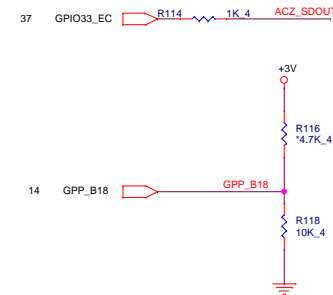 37 GPIO33_EC R114 1K_4 ACZ_SDOUT
+3V
R116
*4.7K_4
14 GPP_B18 GPP_B18
R118
10K_4